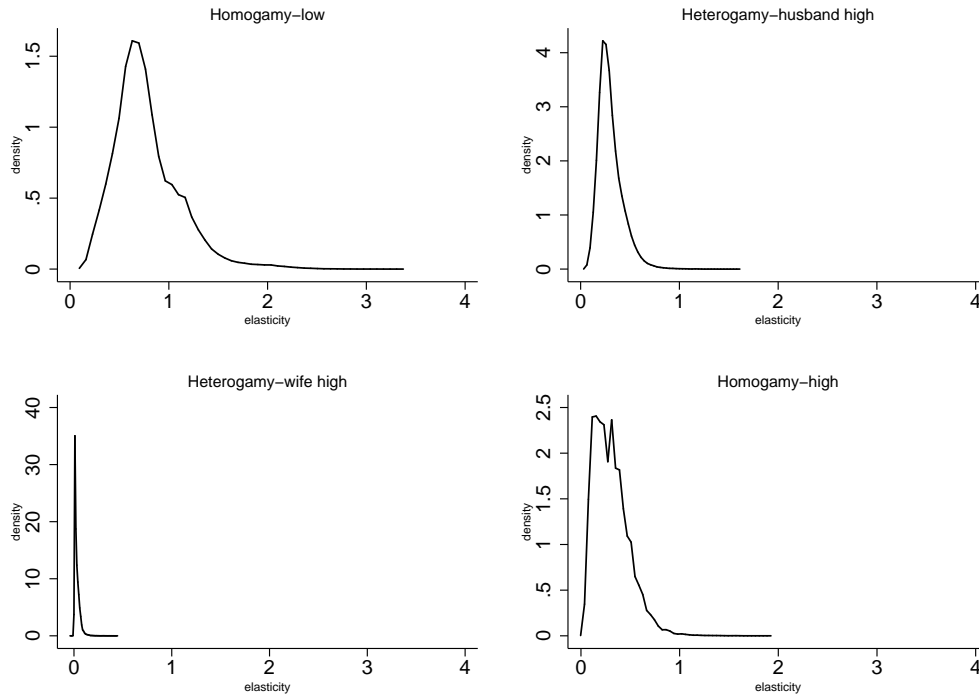 Homogamy−low
density
0 .5 1 1.5
0 1 2 3 4
elasticity
Heterogamy−husband high
density
0 1 2 3 4
0 1 2 3 4
elasticity
Heterogamy−wife high
density
0 10 20 30 40
0 1 2 3 4
elasticity
Homogamy−high
density
0 .5 1 1.5 2 2.5
0 1 2 3 4
elasticity